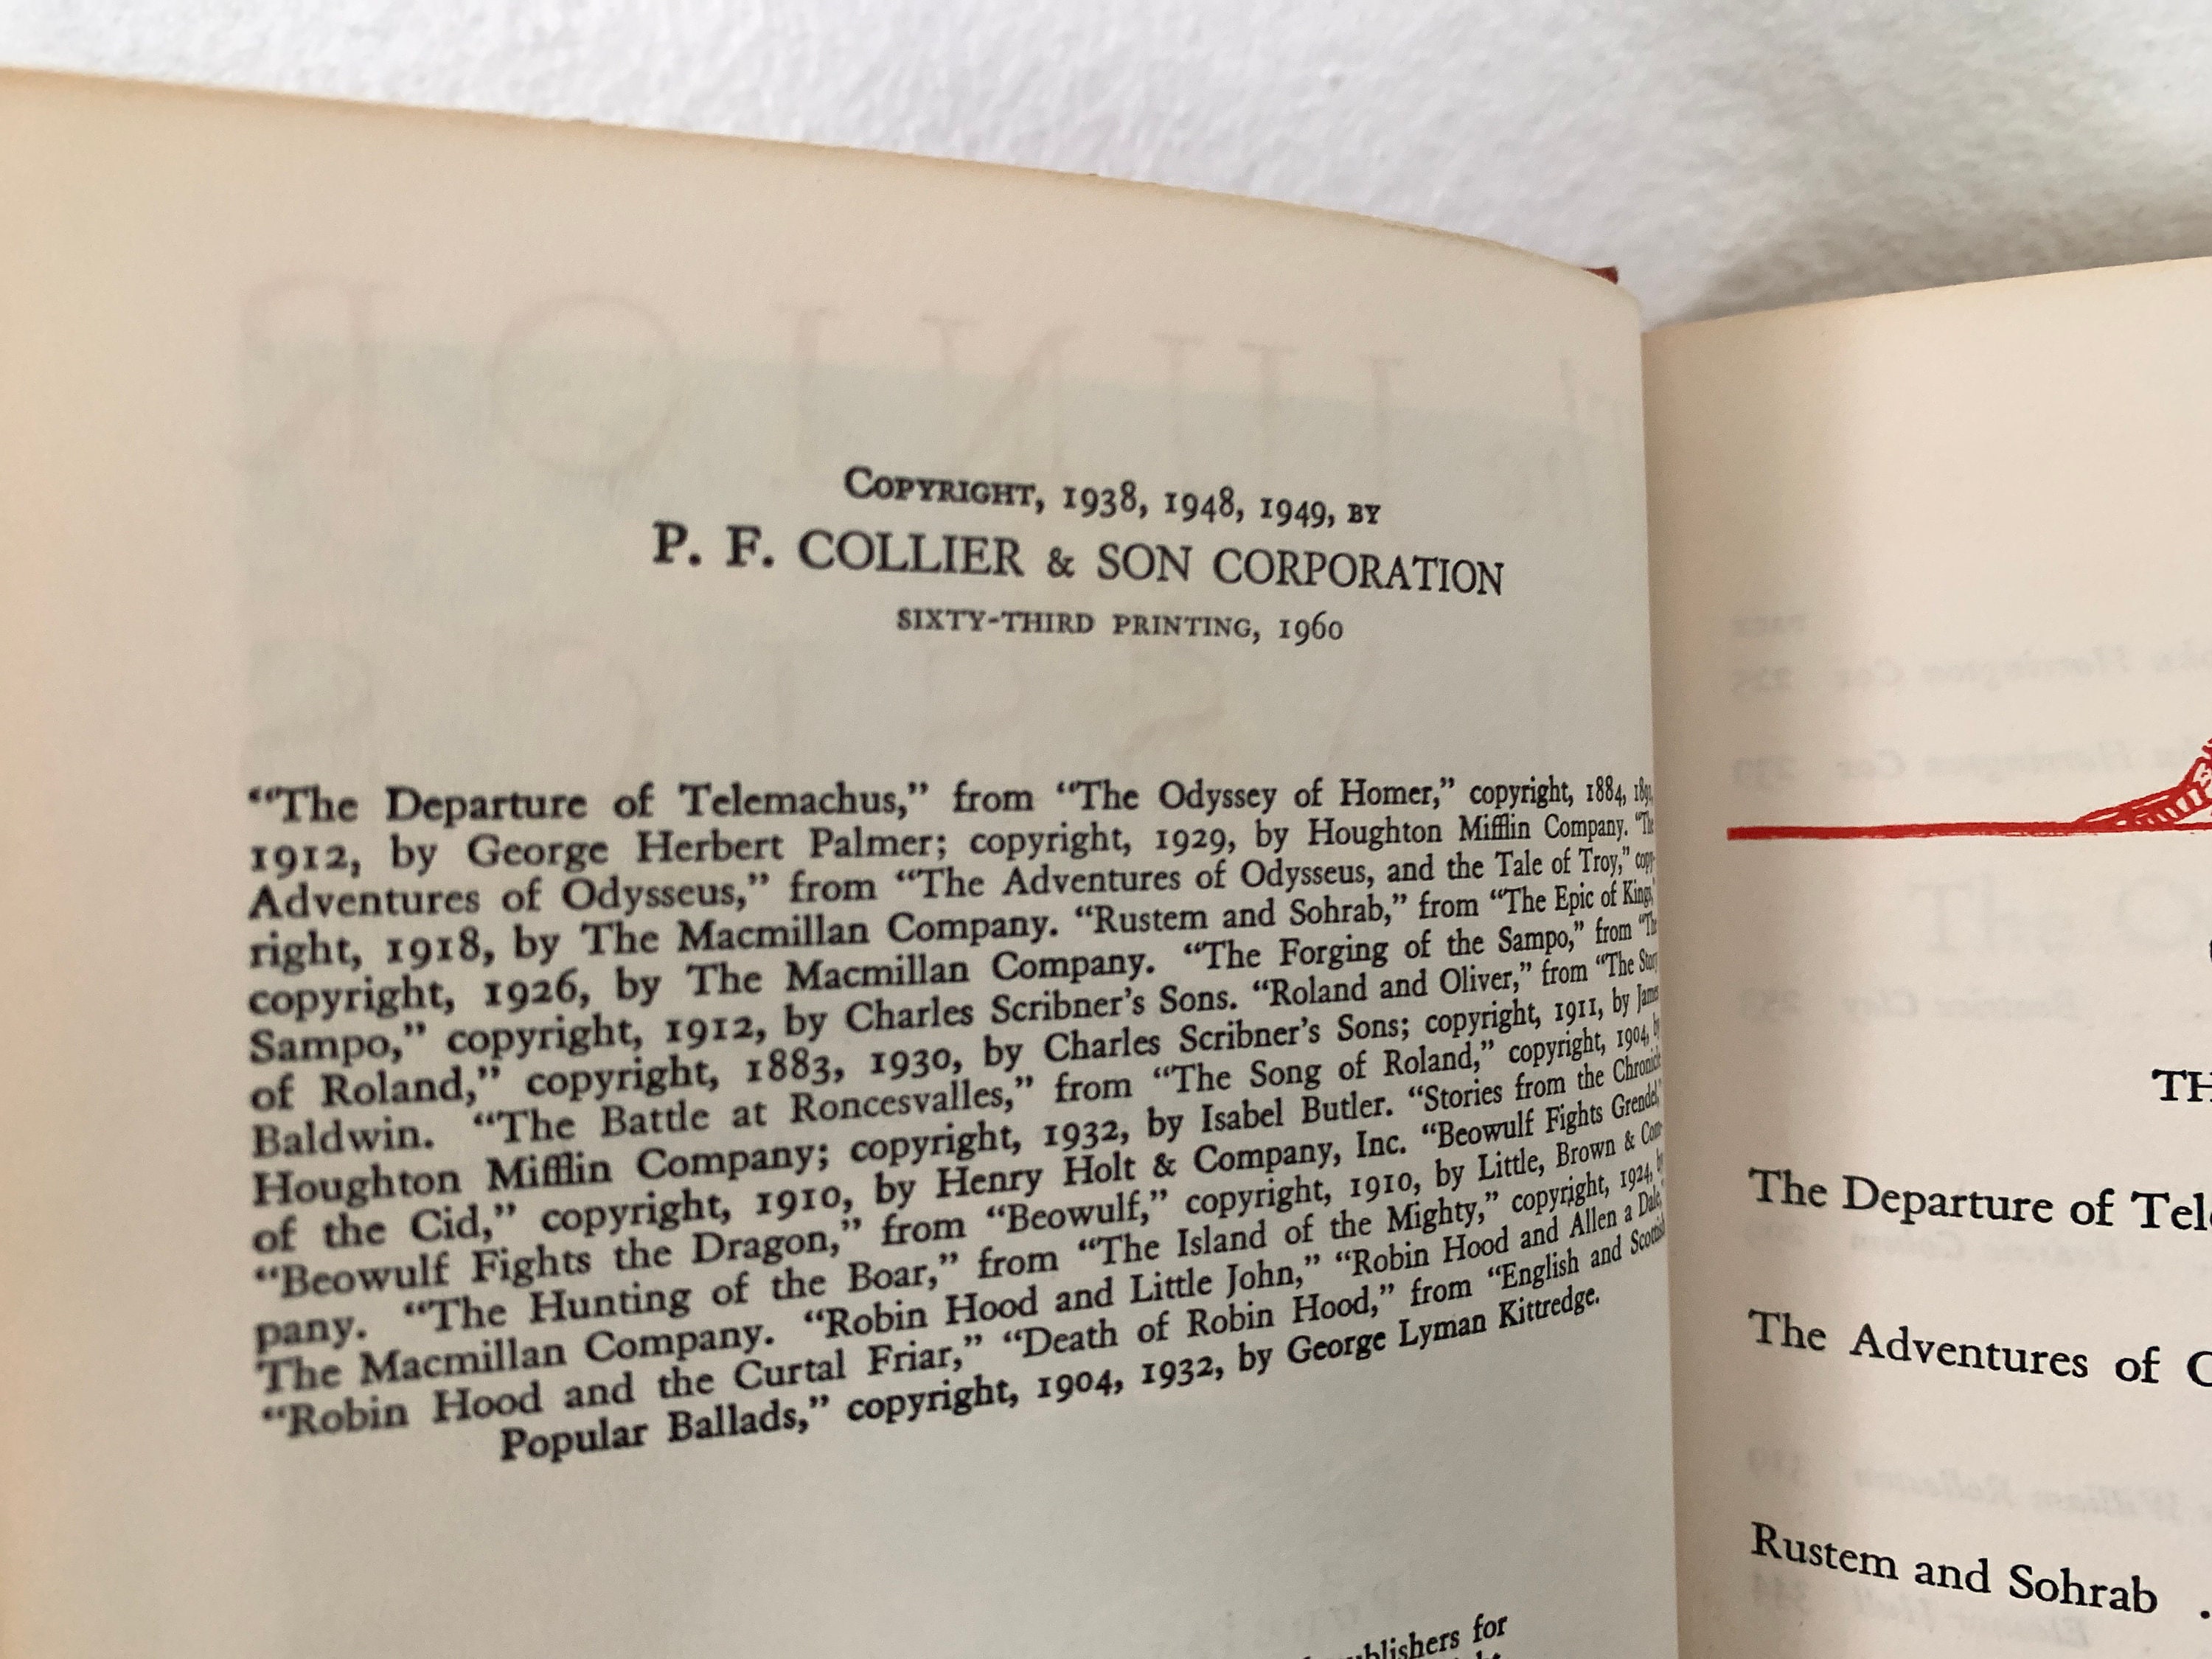 COPYRIGHT, 1938, 1948, 1949, BY
P. F. COLLIER & SON CORPORATION
SIXTY-THIRD PRINTING, 1960
“The Departure of Telemachus,” from “The Odyssey of Homer,” copyright, 1884, 1891,
1912, by George Herbert Palmer; copyright, 1929, by Houghton Mifflin Company. “The
Adventures of Odysseus,” from “The Adventures of Odysseus, and the Tale of Troy,” copy-
right, 1918, by The Macmillan Company. “Rustem and Sohrab,” from “The Epic of Kings,”
copyright, 1926, by The Macmillan Company. “The Forging of the Sampo,” from “The
Sampo,” copyright, 1912, by Charles Scribner’s Sons. “Roland and Oliver,” from “The Story
of Roland,” copyright, 1883, 1930, by Charles Scribner’s Sons; copyright, 1911, by James
Baldwin. “The Battle at Roncesvalles,” from “The Song of Roland,” copyright, 1904, by
Houghton Mifflin Company; copyright, 1932, by Isabel Butler. “Stories from the Chronicle
of the Cid,” copyright, 1910, by Henry Holt & Company, Inc. “Beowulf Fights Grendel,”
“Beowulf Fights the Dragon,” from “Beowulf,” copyright, 1910, by Little, Brown & Com-
pany. “The Hunting of the Boar,” from “The Island of the Mighty,” copyright, 1924, by
The Macmillan Company. “Robin Hood and Little John,” “Robin Hood and Allen a Dale,”
“Robin Hood and the Curtal Friar,” “Death of Robin Hood,” from “English and Scottish
Popular Ballads,” copyright, 1904, 1932, by George Lyman Kittredge.
ublishers for
TH
The Departure of Tel
The Adventures of
Rustem and Sohrab .